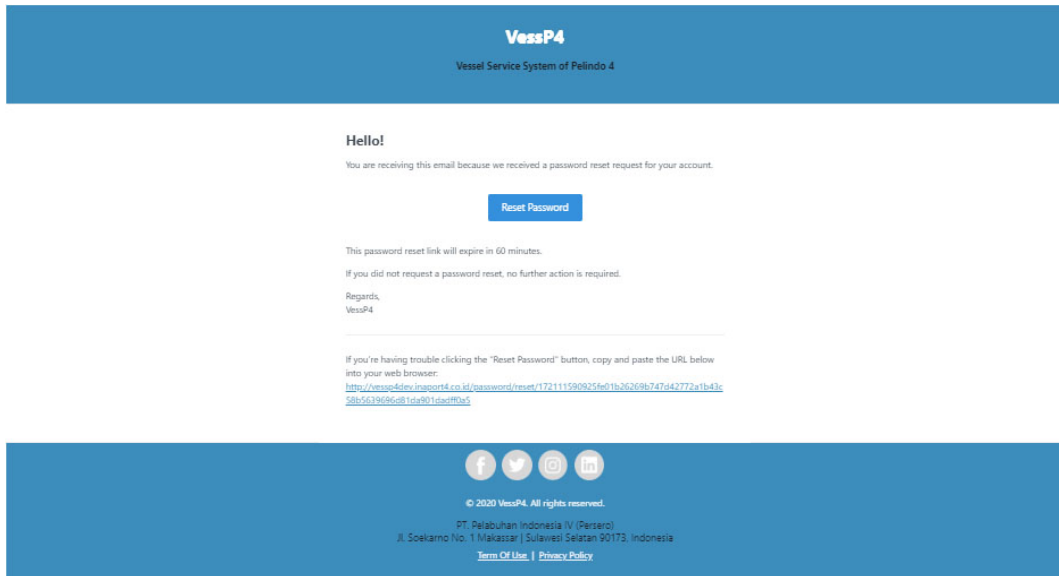 VessP4
Vessel Service System of Pelindo 4
Hello!
You are receiving this email because we received a password reset request for your account.
Reset Password
This password reset link will expire in 60 minutes.
If you did not request a password reset, no further action is required.
Regards,
VessP4
If you're having trouble clicking the "Reset Password" button, copy and paste the URL below
into your web browser:
http://vessp4dev.inaport4.co.id/password/reset/172111590925fe01b26269b747d42772a1b43c
58b5639696d81da901dadff0a5
© 2020 VessP4. All rights reserved.
PT. Pelabuhan Indonesia IV (Persero)
Jl. Soekarno No. 1 Makassar | Sulawesi Selatan 90173. Indonesia
Term Of Use | Privacy Policy